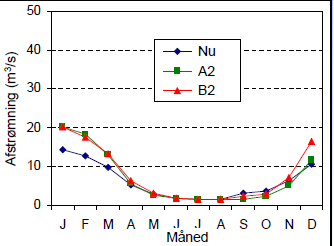 50
40
30
20
10
0
Afstrømning (m³/s)
Nu
A2
B2
J F M A M J J A S O N D
Måned